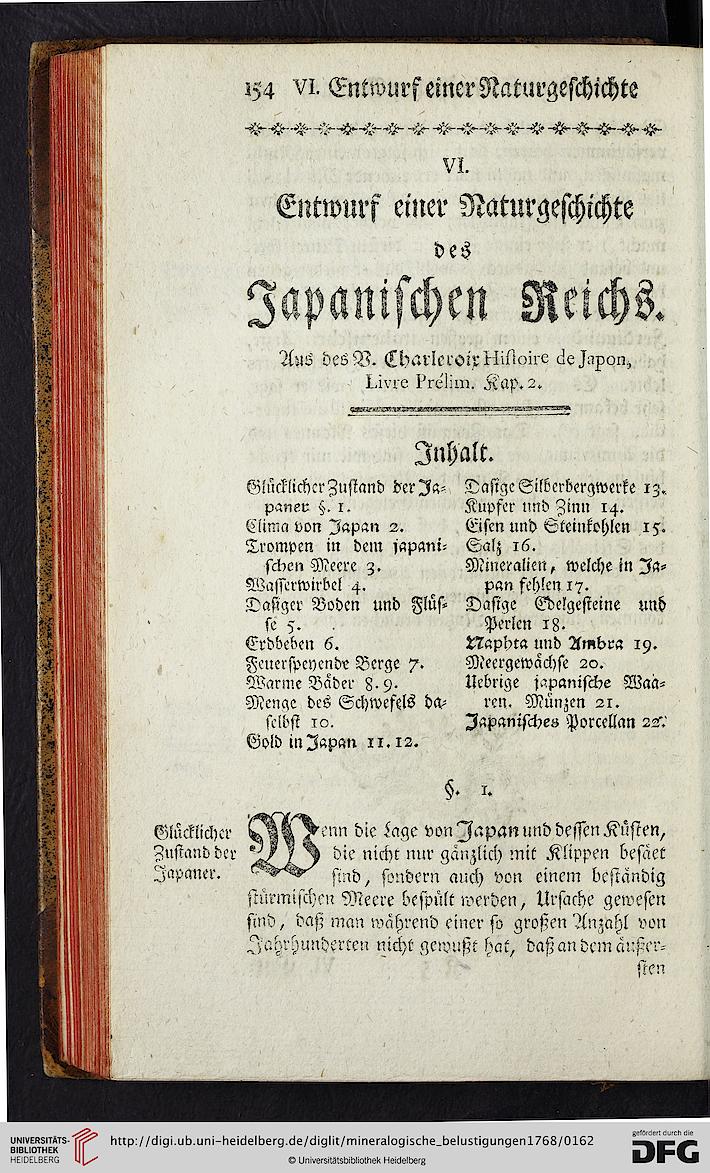 154 VI. Entwurf einer Naturgeschichte
VI.
Entwurf einer Naturgeschichte
des
Japanischen Reichs.
Aus des P. Charlevoix Histoire de Japon,
Livre Prélim. Kap. 2.
Inhalt.
Glücklicher Zustand der Ja-
paner §. 1.
Clima von Japan 2.
Trompen in dem japani-
schen Meere 3.
Wasserwirbel 4.
Dasiger Boden und Flüs-
se 5.
Erdbeben 6.
Feuerspeyende Berge 7.
Warme Bäder 8. 9.
Menge des Schwefels da-
selbst 10.
Gold in Japan 11. 12.
Dasige Silberbergwerke 13.
Kupfer und Zinn 14.
Eisen und Steinkohlen 15.
Salz 16.
Mineralien, welche in Ja-
pan fehlen 17.
Dasige Edelgesteine und
Perlen 18.
Naphta und Ambra 19.
Meergewächse 20.
Uebrige japanische Waa-
ren. Münzen 21.
Japanisches Porcellan 22.
§. 1.
Glücklicher
Zustand der
Japaner.
Wenn die Lage von Japan und dessen Küsten,
die nicht nur gänzlich mit Klippen besäet
sind, sondern auch von einem beständig
stürmischen Meere bespült werden, Ursache gewesen
sind, daß man während einer so großen Anzahl von
Jahrhunderten nicht gewußt hat, daß an dem äußer-
sten
UNIVERSITÄTS-
BIBLIOTHEK
HEIDELBERG
http://digi.ub.uni-heidelberg.de/diglit/mineralogische_belustigungen1768/0162
© Universitätsbibliothek Heidelberg
gefördert durch die
DFG